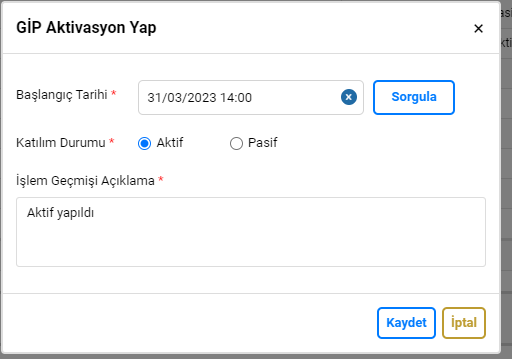 GİP Aktivasyon Yap
Başlangıç Tarihi *
31/03/2023 14:00
Sorgula
Katılım Durumu *
Aktif
Pasif
İşlem Geçmişi Açıklama *
Aktif yapıldı
Kaydet
İptal